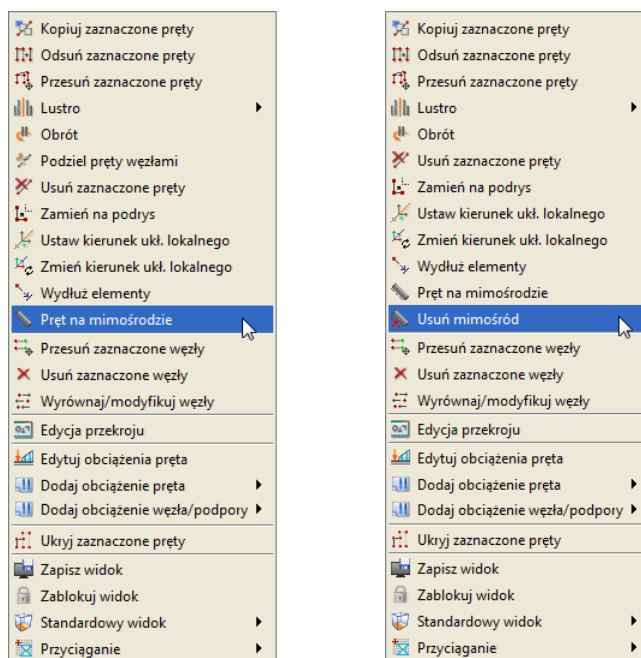 Kopiuj zaznaczone pręty
Odsuń zaznaczone pręty
Przesuń zaznaczone pręty
Lustro
Obrót
Podziel pręty węzłami
Usuń zaznaczone pręty
Zamień na podrys
Ustaw kierunek ukł. lokalnego
Zmień kierunek ukł. lokalnego
Wydłuż elementy
Pręt na mimośrodzie
Przesuń zaznaczone węzły
Usuń zaznaczone węzły
Wyrównaj/modyfikuj węzły
Edycja przekroju
Edytuj obciążenia pręta
Dodaj obciążenie pręta
Dodaj obciążenie węzła/podpory
Ukryj zaznaczone pręty
Zapisz widok
Zablokuj widok
Standardowy widok
Przyciąganie
Kopiuj zaznaczone pręty
Odsuń zaznaczone pręty
Przesuń zaznaczone pręty
Lustro
Obrót
Usuń zaznaczone pręty
Zamień na podrys
Ustaw kierunek ukł. lokalnego
Zmień kierunek ukł. lokalnego
Wydłuż elementy
Pręt na mimośrodzie
Usuń mimośród
Przesuń zaznaczone węzły
Usuń zaznaczone węzły
Wyrównaj/modyfikuj węzły
Edycja przekroju
Edytuj obciążenia pręta
Dodaj obciążenie pręta
Dodaj obciążenie węzła/podpory
Ukryj zaznaczone pręty
Zapisz widok
Zablokuj widok
Standardowy widok
Przyciąganie